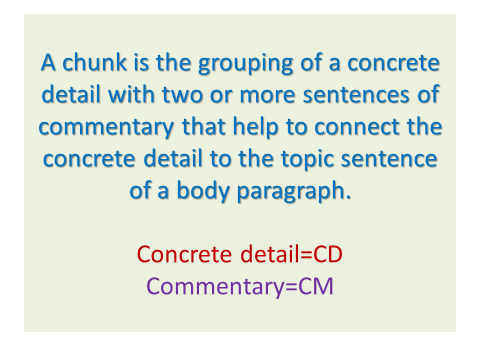 A chunk is the grouping of a concrete
detail with two or more sentences of
commentary that help to connect the
concrete detail to the topic sentence
of a body paragraph.
Concrete detail=CD
Commentary=CM